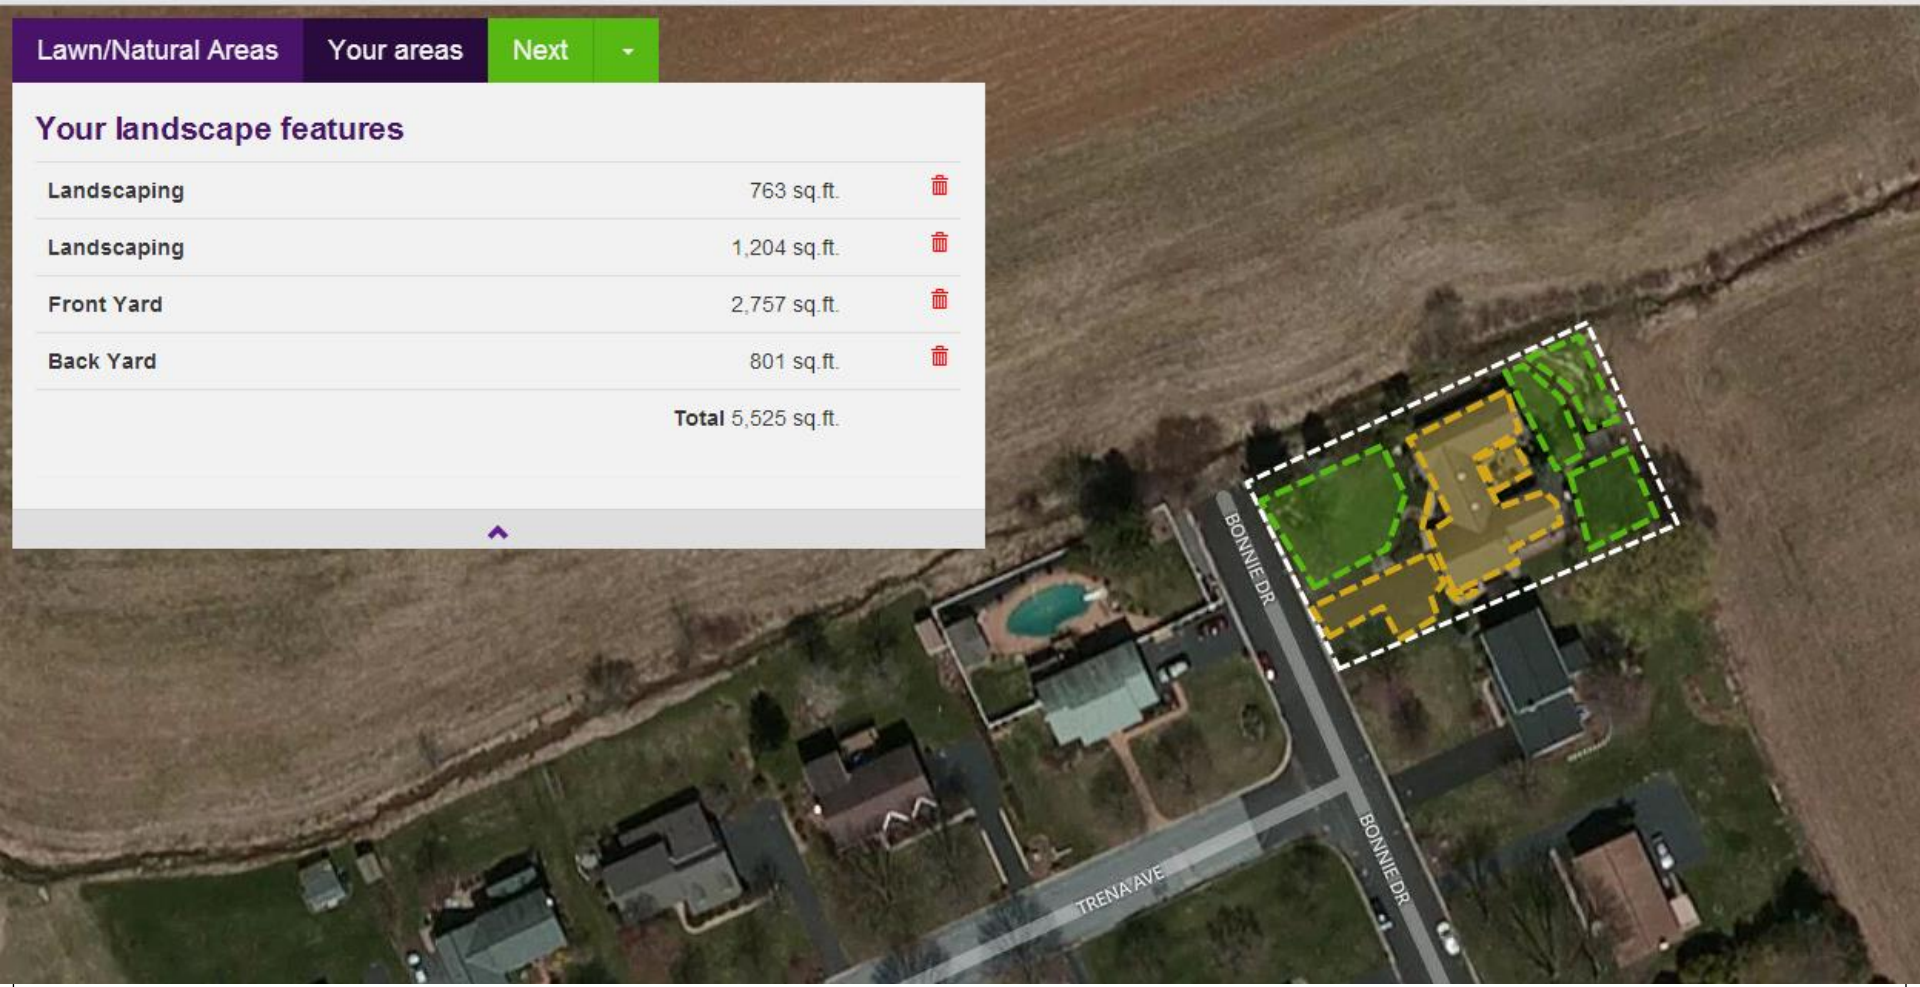 Lawn/Natural Areas Your areas Next
Your landscape features
Landscaping 763 sq.ft.
Landscaping 1,204 sq.ft.
Front Yard 2,757 sq.ft.
Back Yard 801 sq.ft.
Total 5,525 sq.ft.
BONNIE DR
BONNIE DR
TRENA AVE